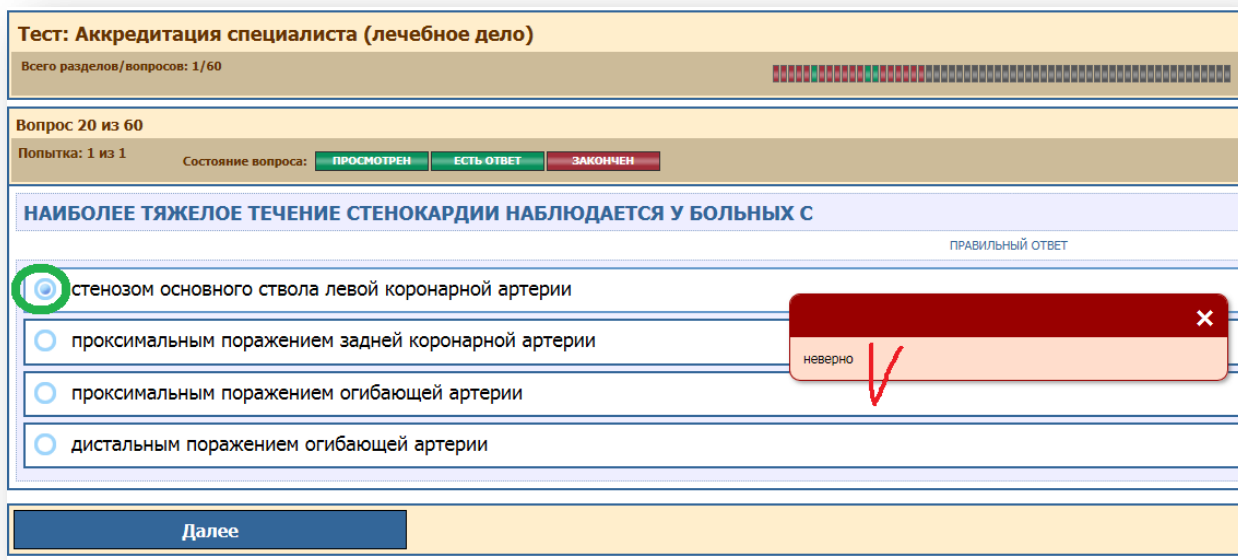 Тест: Аккредитация специалиста (лечебное дело)
Всего разделов/вопросов: 1/60
Вопрос 20 из 60
Попытка: 1 из 1
Состояние вопроса: ПРОСМОТРЕН ЕСТЬ ОТВЕТ ЗАКОНЧЕН
НАИБОЛЕЕ ТЯЖЕЛОЕ ТЕЧЕНИЕ СТЕНОКАРДИИ НАБЛЮДАЕТСЯ У БОЛЬНЫХ С
ПРАВИЛЬНЫЙ ОТВЕТ
стенозом основного ствола левой коронарной артерии
проксимальным поражением задней коронарной артерии
неверно
проксимальным поражением огибающей артерии
дистальным поражением огибающей артерии
Далее